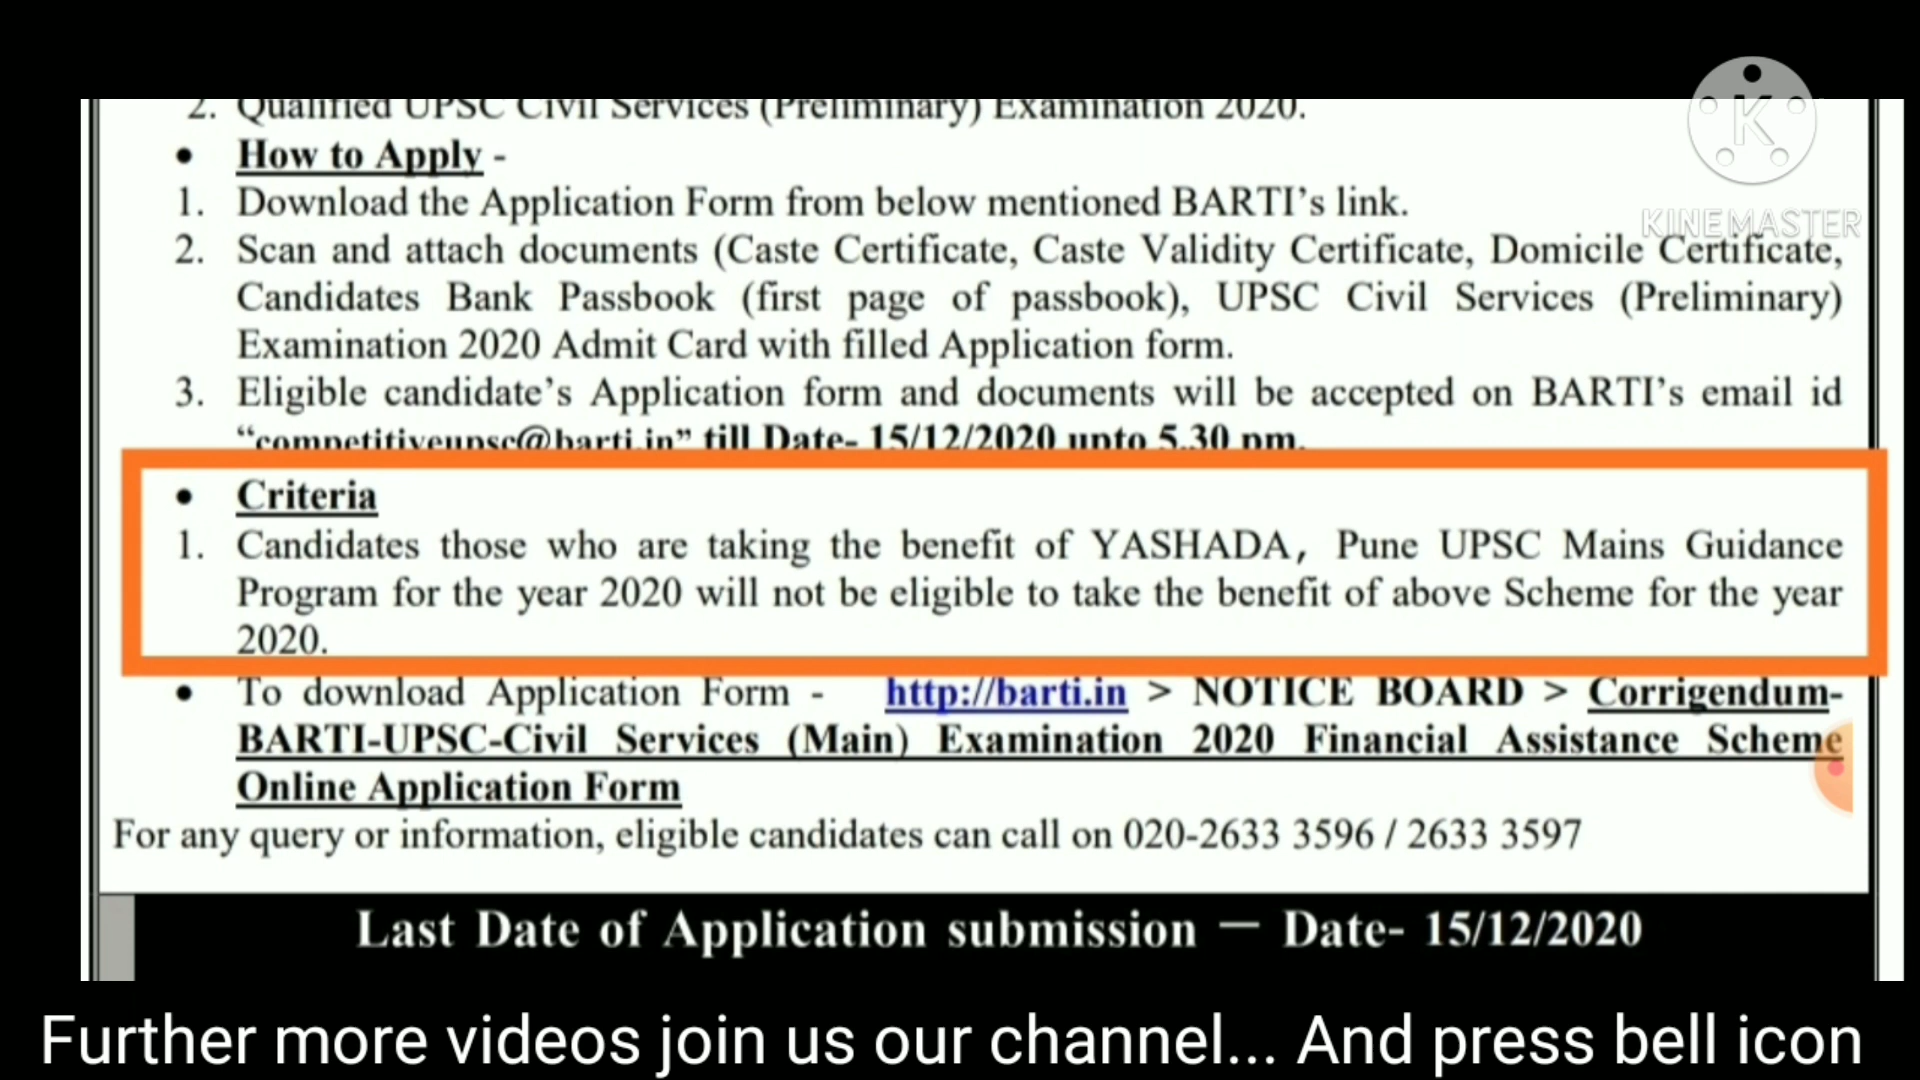 2. Qualified UPSC Civil Services (Preliminary) Examination 2020.
• How to Apply -
1. Download the Application Form from below mentioned BARTI's link.
2. Scan and attach documents (Caste Certificate, Caste Validity Certificate, Domicile Certificate,
Candidates Bank Passbook (first page of passbook), UPSC Civil Services (Preliminary)
Examination 2020 Admit Card with filled Application form.
3. Eligible candidate's Application form and documents will be accepted on BARTI's email id
“competitiveupsc@barti.in” till Date- 15/12/2020 upto 5.30 pm.
• Criteria
1. Candidates those who are taking the benefit of YASHADA, Pune UPSC Mains Guidance
Program for the year 2020 will not be eligible to take the benefit of above Scheme for the year
2020.
• To download Application Form - http://barti.in > NOTICE BOARD > Corrigendum-
BARTI-UPSC-Civil Services (Main) Examination 2020 Financial Assistance Scheme
Online Application Form
For any query or information, eligible candidates can call on 020-2633 3596 / 2633 3597
Last Date of Application submission — Date- 15/12/2020
Further more videos join us our channel... And press bell icon
K
KINEMASTER